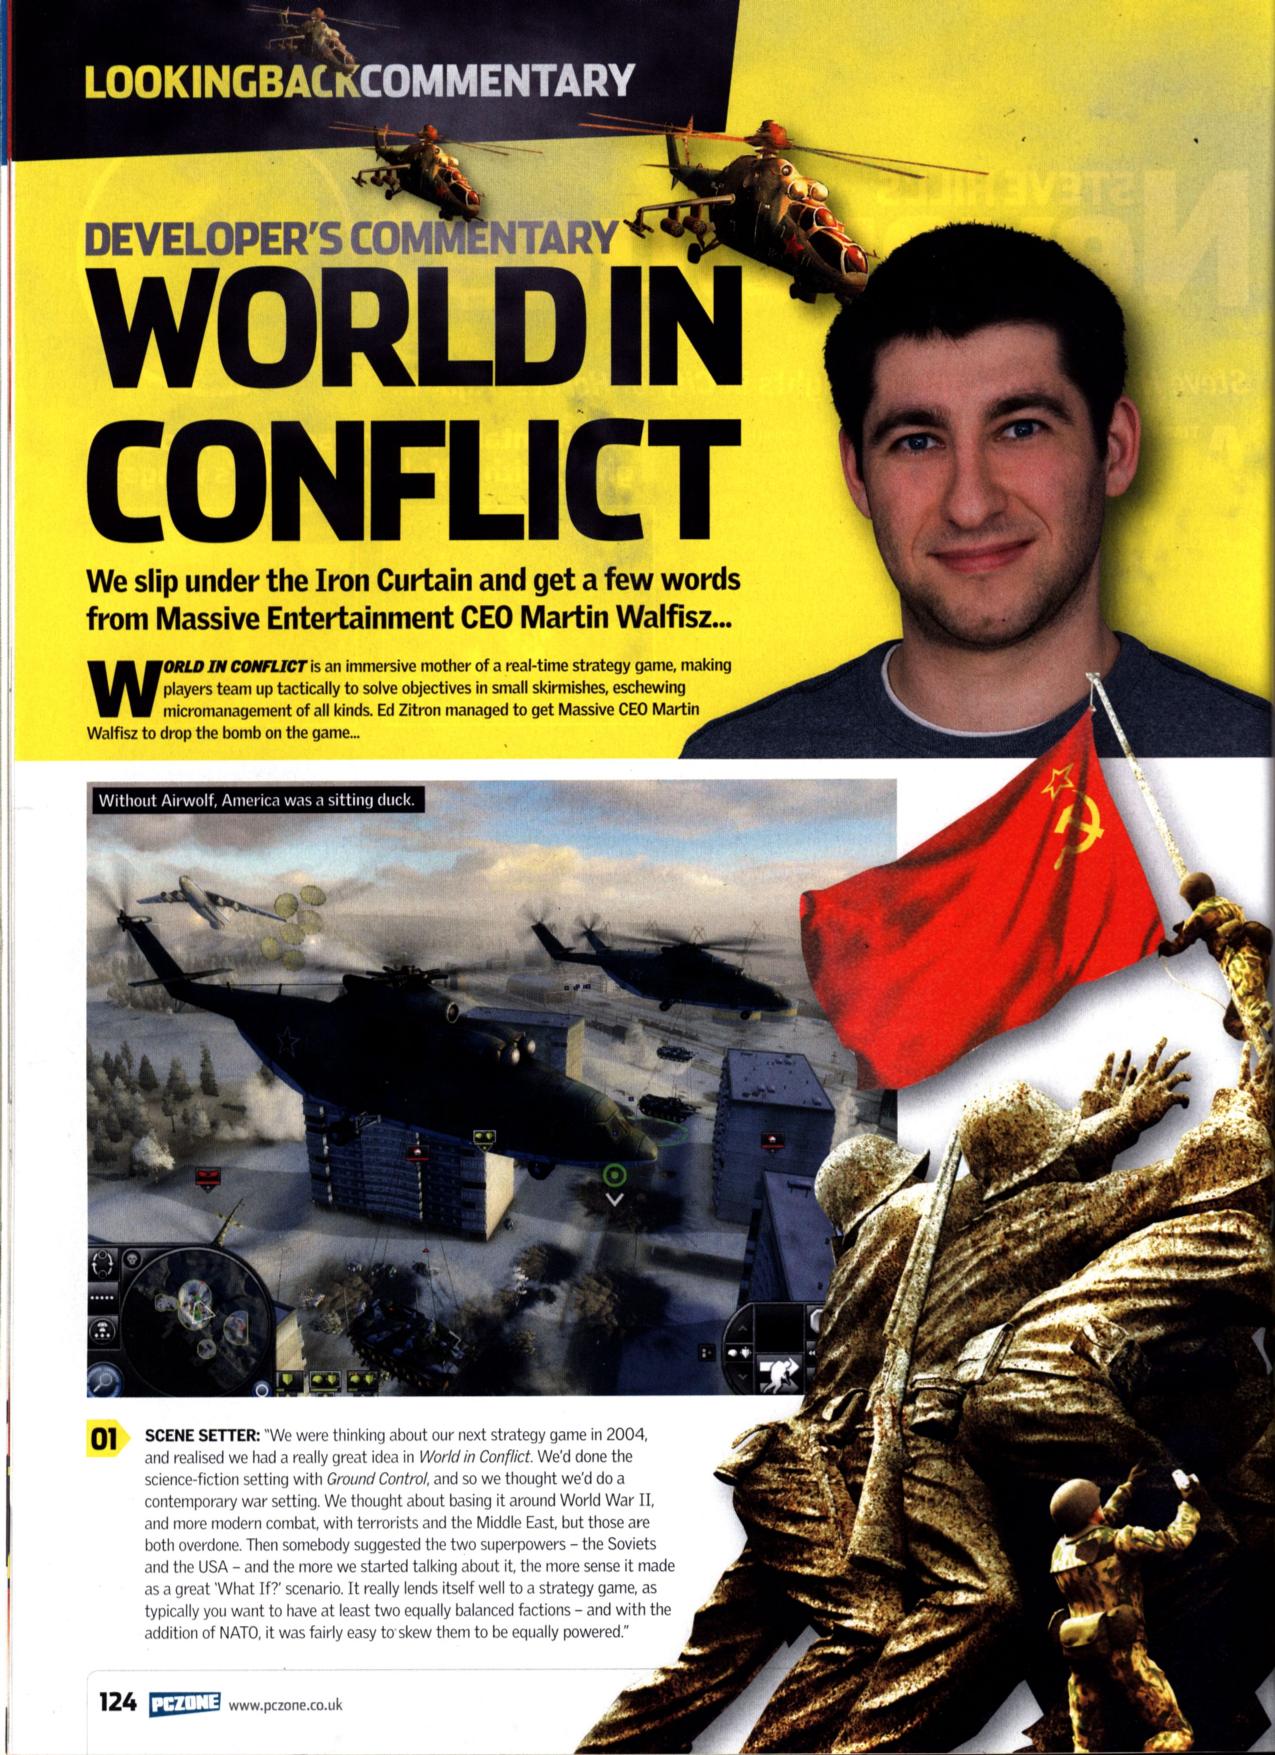 LOOKINGBACKCOMMENTARY
DEVELOPER'S COMMENTARY
WORLD IN
CONFLICT
We slip under the Iron Curtain and get a few words
from Massive Entertainment CEO Martin Walfisz...
WORLD IN CONFLICT is an immersive mother of a real-time strategy game, making
players team up tactically to solve objectives in small skirmishes, eschewing
micromanagement of all kinds. Ed Zitron managed to get Massive CEO Martin
Walfisz to drop the bomb on the game...
Without Airwolf, America was a sitting duck.
01 SCENE SETTER: “We were thinking about our next strategy game in 2004,
and realised we had a really great idea in World in Conflict. We'd done the
science-fiction setting with Ground Control, and so we thought we'd do a
contemporary war setting. We thought about basing it around World War II,
and more modern combat, with terrorists and the Middle East, but those are
both overdone. Then somebody suggested the two superpowers – the Soviets
and the USA – and the more we started talking about it, the more sense it made
as a great 'What If?' scenario. It really lends itself well to a strategy game, as
typically you want to have at least two equally balanced factions – and with the
addition of NATO, it was fairly easy to skew them to be equally powered.”
124 PCZONE www.pczone.co.uk